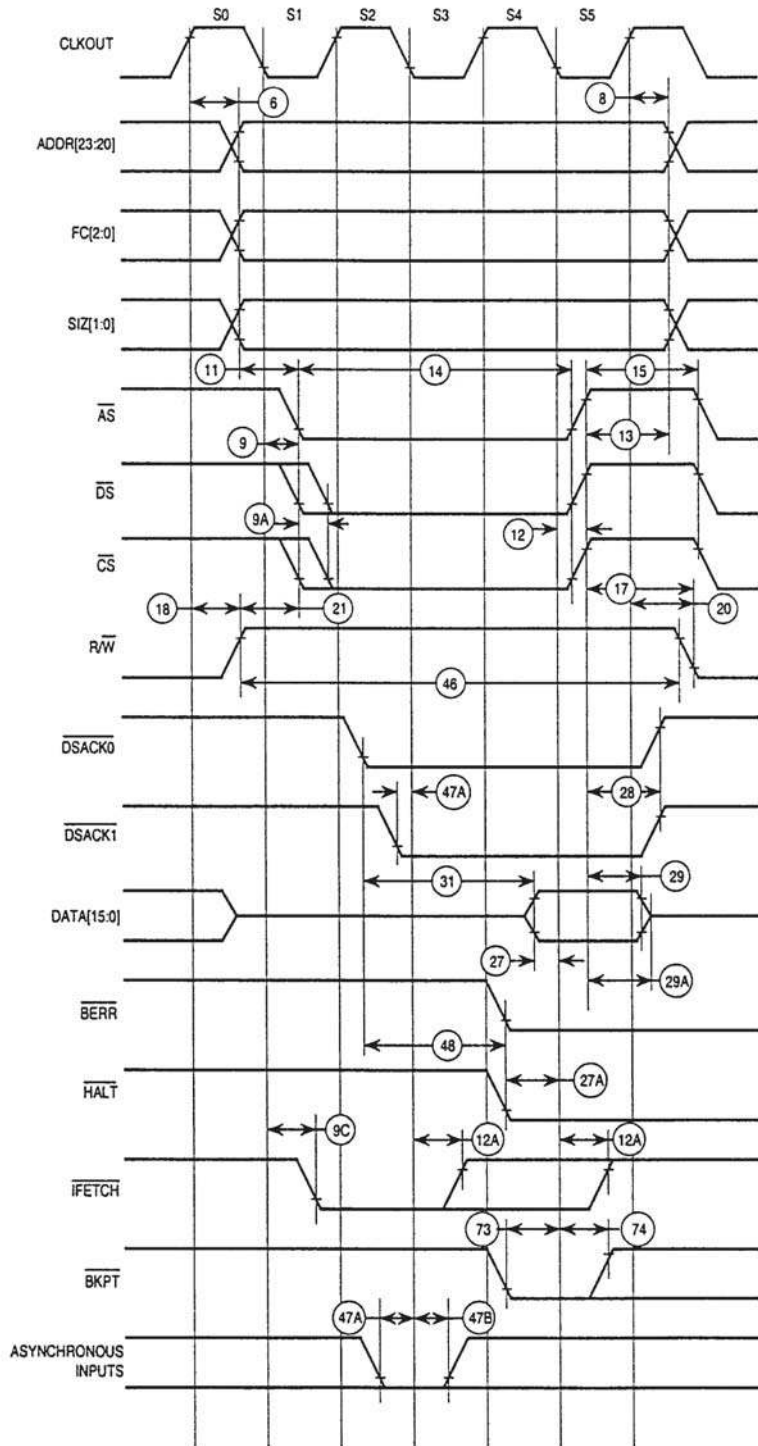 S0 S1 S2 S3 S4 S5
CLKOUT
6
8
ADDR[23:20]
FC[2:0]
SIZ[1:0]
11 14 15
AS
9 13
DS
9A 12
CS
17
18 21 20
R/W
46
DSACK0
47A 28
DSACK1
31 29
DATA[15:0]
27
29A
BERR
48
27A
HALT
9C 12A 12A
IFETCH
73 74
BKPT
47A 47B
ASYNCHRONOUS
INPUTS